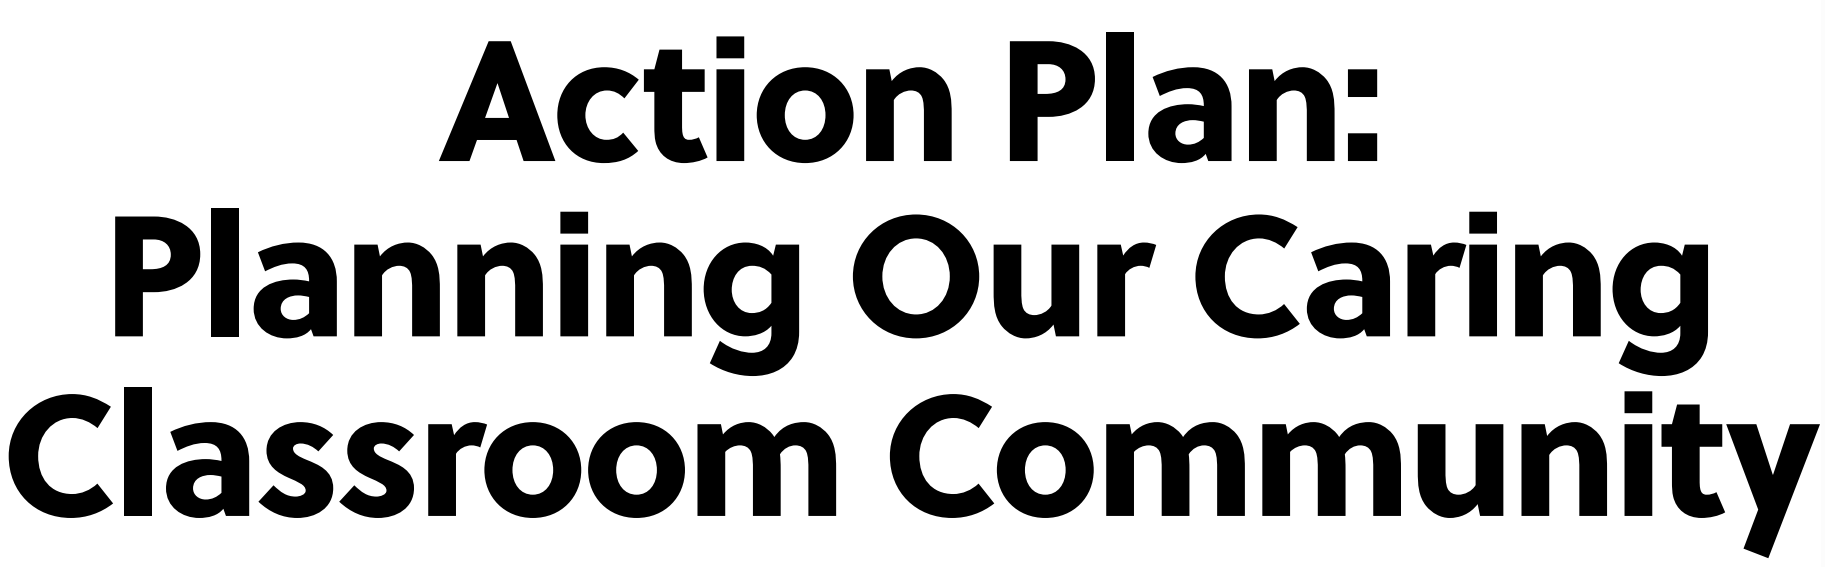 Action Plan:
Planning Our Caring
Classroom Community